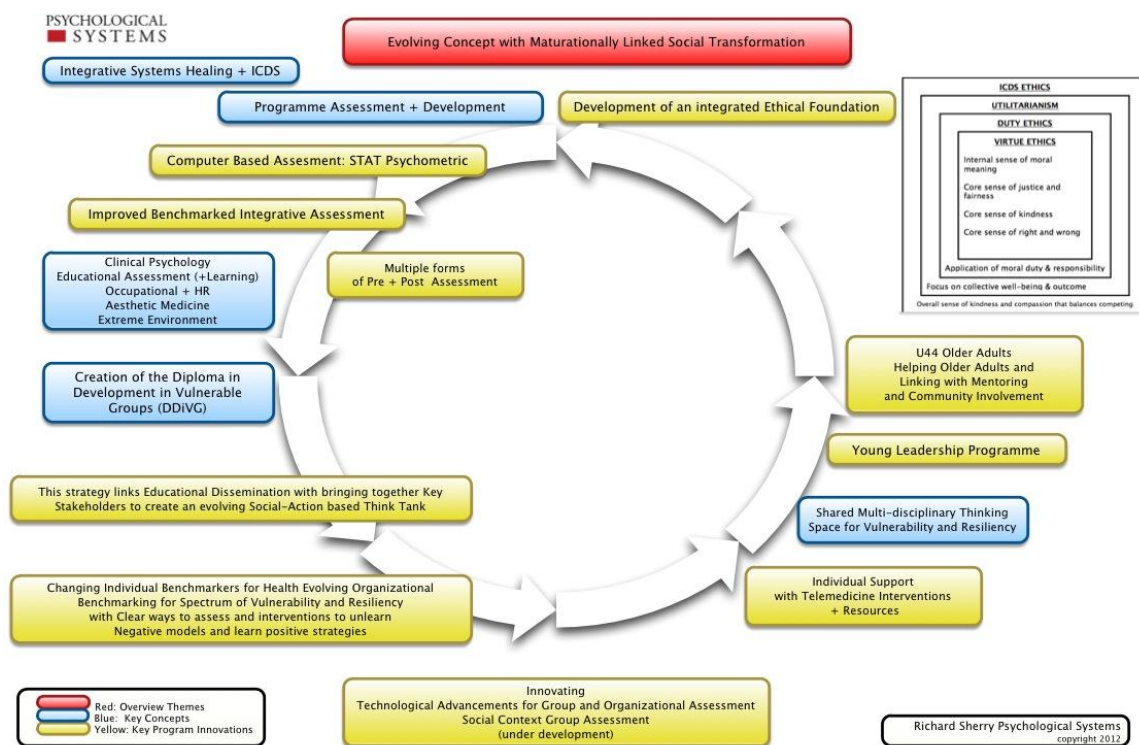 PSYCHOLOGICAL
SYSTEMS
Evolving Concept with Maturationally Linked Social Transformation
Integrative Systems Healing + ICDS
Programme Assessment + Development
Development of an integrated Ethical Foundation
Computer Based Assesment: STAT Psychometric
Improved Benchmarked Integrative Assessment
Multiple forms
of Pre + Post Assessment
Clinical Psychology
Educational Assessment (+Learning)
Occupational + HR
Aesthetic Medicine
Extreme Environment
Creation of the Diploma in
Development in Vulnerable
Groups (DDiVG)
This strategy links Educational Dissemination with bringing together Key
Stakeholders to create an evolving Social-Action based Think Tank
Changing Individual Benchmarkers for Health Evolving Organizational
Benchmarking for Spectrum of Vulnerability and Resiliency
with Clear ways to assess and interventions to unlearn
Negative models and learn positive strategies
Innovating
Technological Advancements for Group and Organizational Assessment
Social Context Group Assessment
(under development)
Individual Support
with Telemedicine Interventions
+ Resources
Shared Multi-disciplinary Thinking
Space for Vulnerability and Resiliency
Young Leadership Programme
U44 Older Adults
Helping Older Adults and
Linking with Mentoring
and Community Involvement
ICDS ETHICS
UTILITARIANISM
DUTY ETHICS
VIRTUE ETHICS
Internal sense of moral
meaning
Core sense of justice and
fairness
Core sense of kindness
Core sense of right and wrong
Application of moral duty & responsibility
Focus on collective well-being & outcome
Overall sense of kindness and compassion that balances competing
Red: Overview Themes
Blue: Key Concepts
Yellow: Key Program Innovations
Richard Sherry Psychological Systems
copyright 2012